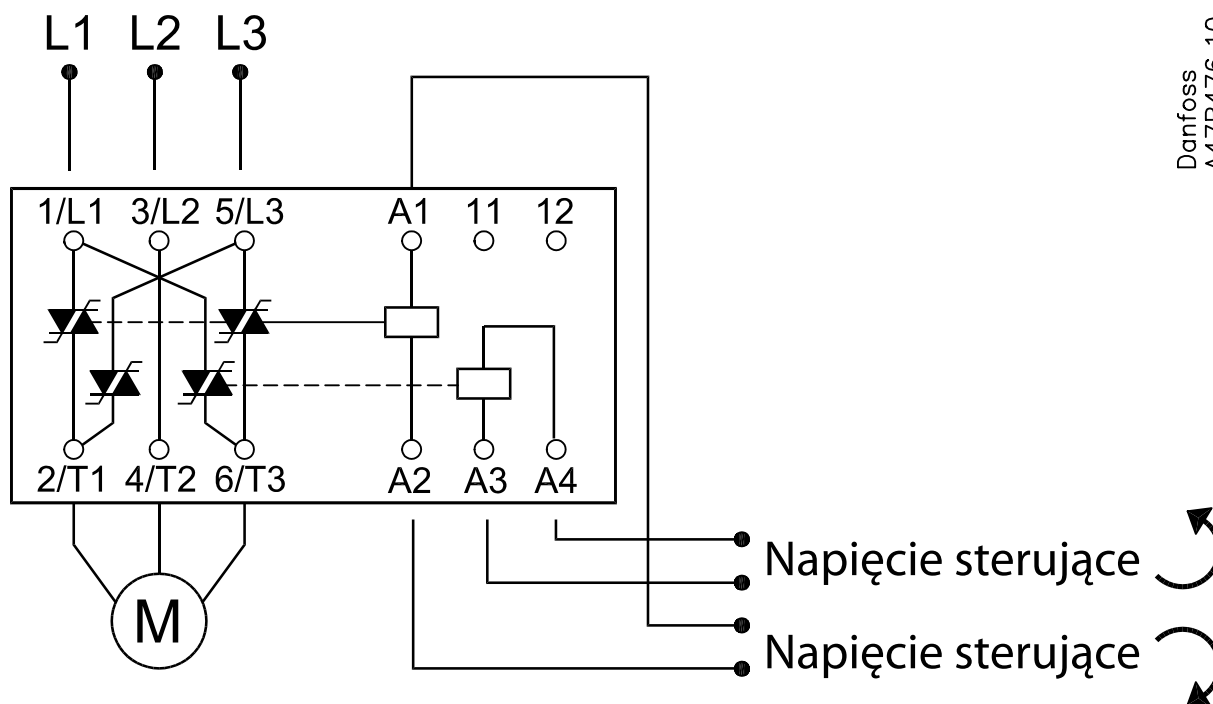 L1 L2 L3
Danfoss
1/L1 3/L2 5/L3 A1 11 12
2/T1 4/T2 6/T3 A2 A3 A4
Napięcie sterujące
M
Napięcie sterujące